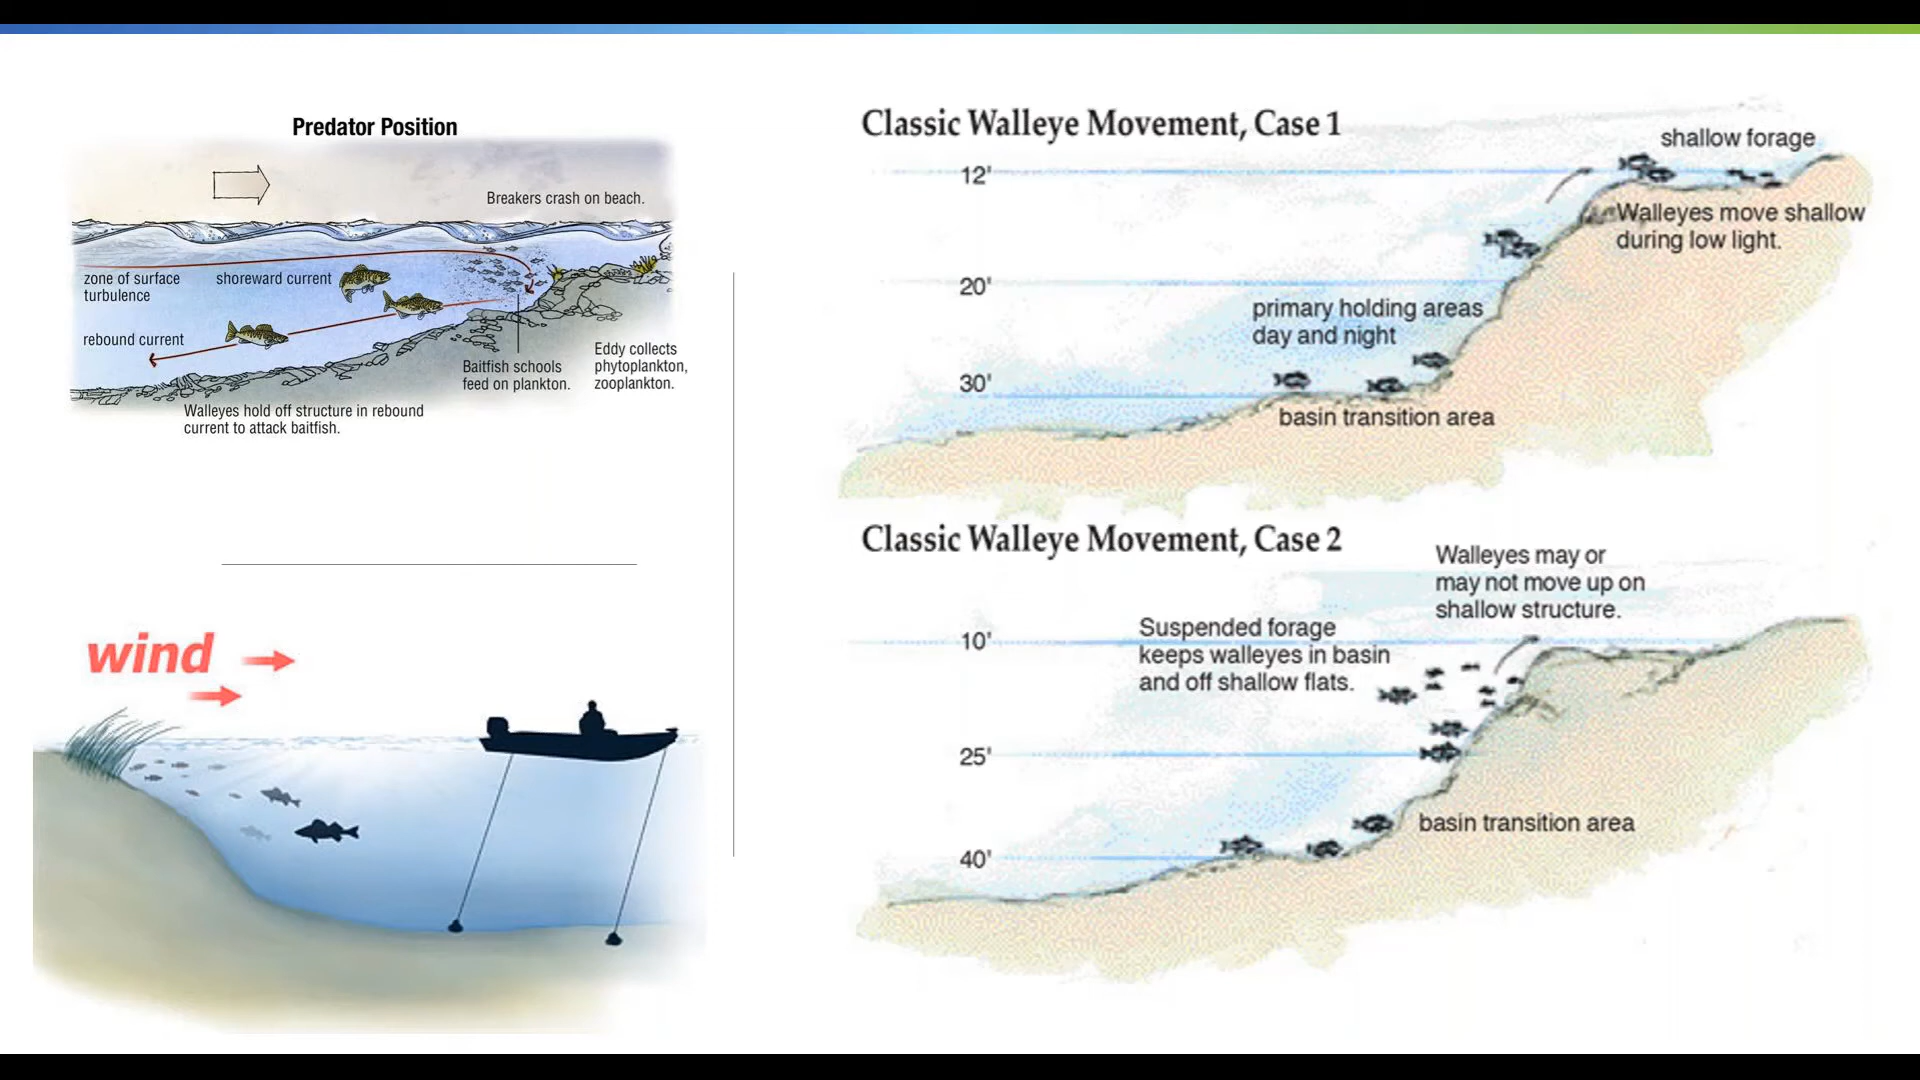 Predator Position
Breakers crash on beach.
zone of surface
turbulence
shoreward current
rebound current
Baitfish schools
feed on plankton.
Eddy collects
phytoplankton,
zooplankton.
Walleyes hold off structure in rebound
current to attack baitfish.
wind
Classic Walleye Movement, Case 1
shallow forage
12'
Walleyes move shallow
during low light.
20'
primary holding areas
day and night
30'
basin transition area
Classic Walleye Movement, Case 2
Walleyes may or
may not move up on
shallow structure.
Suspended forage
keeps walleyes in basin
and off shallow flats.
10'
25'
basin transition area
40'